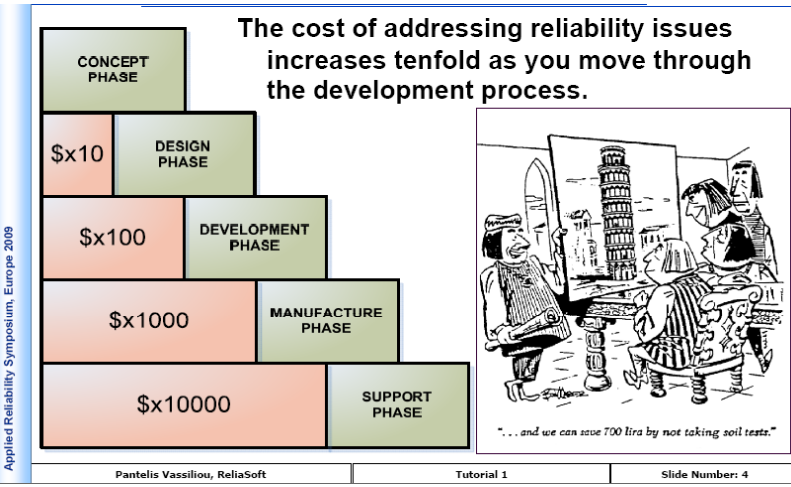 The cost of addressing reliability issues
increases tenfold as you move through
the development process.
CONCEPT
PHASE
$x10
DESIGN
PHASE
$x100
DEVELOPMENT
PHASE
$x1000
MANUFACTURE
PHASE
$x10000
SUPPORT
PHASE
"...and we can save 700 lira by not taking soil tests."
Applied Reliability Symposium, Europe 2009
Pantelis Vassiliou, ReliaSoft
Tutorial 1
Slide Number: 4